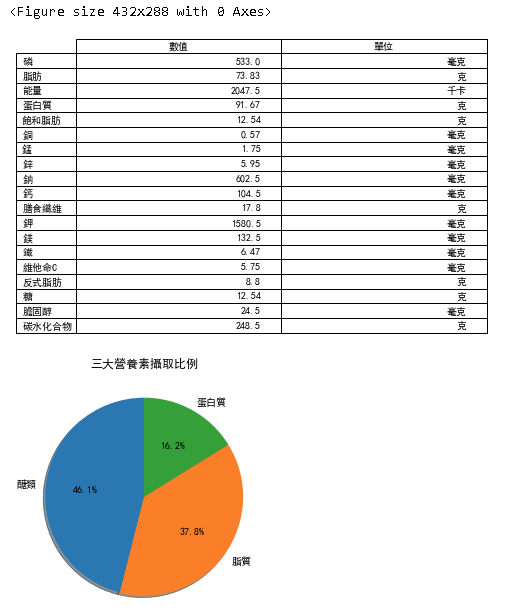 <Figure size 432x288 with 0 Axes>
數值 單位
磷 533.0 毫克
脂肪 73.83 克
能量 2047.5 千卡
蛋白質 91.67 克
飽和脂肪 12.54 克
銅 0.57 毫克
錳 1.75 毫克
鋅 5.95 毫克
鈉 602.5 毫克
鈣 104.5 毫克
膳食纖維 17.8 克
鉀 1580.5 毫克
鎂 132.5 毫克
鐵 6.47 毫克
維他命C 5.75 毫克
反式脂肪 8.8 克
糖 12.54 克
膽固醇 24.5 毫克
碳水化合物 248.5 克
三大營養素攝取比例
蛋白質
16.2%
醣類
46.1%
37.8%
脂質